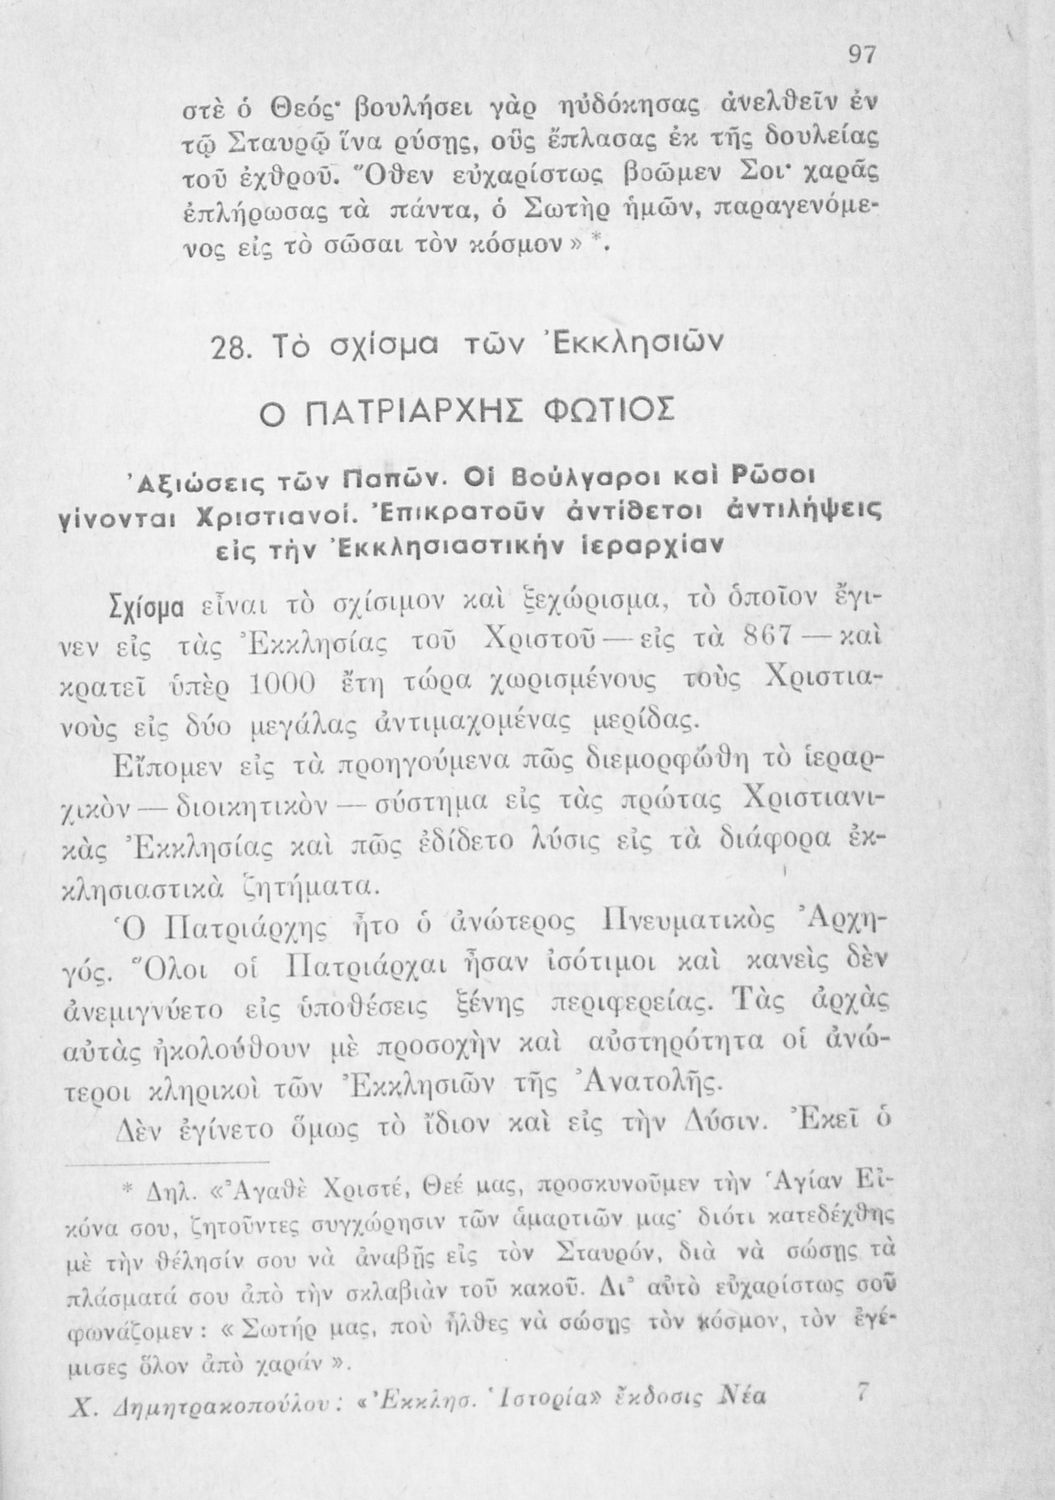 97
στὲ ὁ Θεός· βουλήσει γὰρ ηὐδόκησας ἀνελθεῖν ἐν
τῷ Σταυρῷ ἵνα ρύσῃς, οὓς ἔπλασας ἐκ τῆς δουλείας
τοῦ ἐχθροῦ. Ὅθεν εὐχαρίστως βοῶμεν Σοι· χαρᾶς
ἐπλήρωσας τὰ πάντα, ὁ Σωτὴρ ἡμῶν, παραγενόμε-
νος εἰς τὸ σῶσαι τὸν κόσμον» *.
28. Τὸ σχίσμα τῶν Ἐκκλησιῶν
Ο ΠΑΤΡΙΑΡΧΗΣ ΦΩΤΙΟΣ
Ἀξιώσεις τῶν Παπῶν. Οἱ Βούλγαροι καὶ Ρῶσοι
γίνονται Χριστιανοί. Ἐπικρατοῦν ἀντίθετοι ἀντιλήψεις
εἰς τὴν Ἐκκλησιαστικὴν ἱεραρχίαν
Σχίσμα εἶναι τὸ σχίσιμον καὶ ξεχώρισμα, τὸ ὁποῖον ἔγι-
νεν εἰς τὰς Ἐκκλησίας τοῦ Χριστοῦ — εἰς τὰ 867 — καὶ
κρατεῖ ὑπὲρ 1000 ἔτη τώρα χωρισμένους τοὺς Χριστια-
νοὺς εἰς δύο μεγάλας ἀντιμαχομένας μερίδας.
Εἴπομεν εἰς τὰ προηγούμενα πῶς διεμορφώθη τὸ ἱεραρ-
χικὸν — διοικητικὸν — σύστημα εἰς τὰς πρώτας Χριστιανι-
κὰς Ἐκκλησίας καὶ πῶς ἐδίδετο λύσις εἰς τὰ διάφορα ἐκ-
κλησιαστικὰ ζητήματα.
Ὁ Πατριάρχης ἦτο ὁ ἀνώτερος Πνευματικὸς Ἀρχη-
γός. Ὅλοι οἱ Πατριάρχαι ἦσαν ἰσότιμοι καὶ κανεὶς δὲν
ἀνεμιγνύετο εἰς ὑποθέσεις ξένης περιφερείας. Τὰς ἀρχὰς
αὐτὰς ἠκολούθουν μὲ προσοχὴν καὶ αὐστηρότητα οἱ ἀνώ-
τεροι κληρικοὶ τῶν Ἐκκλησιῶν τῆς Ἀνατολῆς.
Δὲν ἐγίνετο ὅμως τὸ ἴδιον καὶ εἰς τὴν Δύσιν. Ἐκεῖ ὁ
* Δηλ. «Ἀγαθὲ Χριστέ, Θεέ μας, προσκυνοῦμεν τὴν Ἁγίαν Εἰ-
κόνα σου, ζητοῦντες συγχώρησιν τῶν ἁμαρτιῶν μας· διότι κατεδέχθης
μὲ τὴν θέλησίν σου νὰ ἀναβῇς εἰς τὸν Σταυρόν, διὰ νὰ σώσῃς τὰ
πλάσματά σου ἀπὸ τὴν σκλαβιὰν τοῦ κακοῦ. Δι' αὐτὸ εὐχαρίστως σοῦ
φωνάζομεν: «Σωτήρ μας, ποὺ ἦλθες νὰ σώσῃς τὸν κόσμον, τὸν ἐγέ-
μισες ὅλον ἀπὸ χαράν».
Χ. Δημητρακοπούλου: «Ἐκκλησ. Ἱστορία» ἔκδοσις Νέα 7